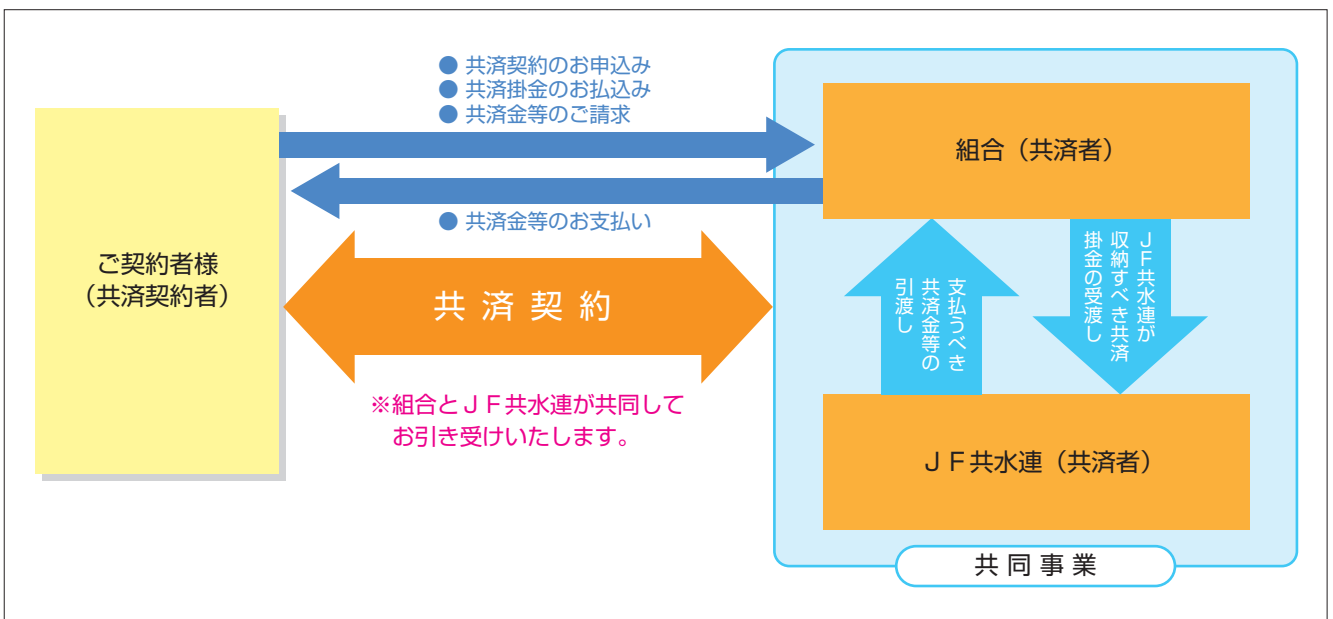 ● 共済契約のお申込み
● 共済掛金のお払込み
● 共済金等のご請求
組合（共済者）
● 共済金等のお支払い
ご契約者様
（共済契約者）
共済契約
※組合とＪＦ共水連が共同して
お引き受けいたします。
支払うべき
共済金等の
引渡し
ＪＦ共水連が
収納すべき共済
掛金の受渡し
ＪＦ共水連（共済者）
共同事業